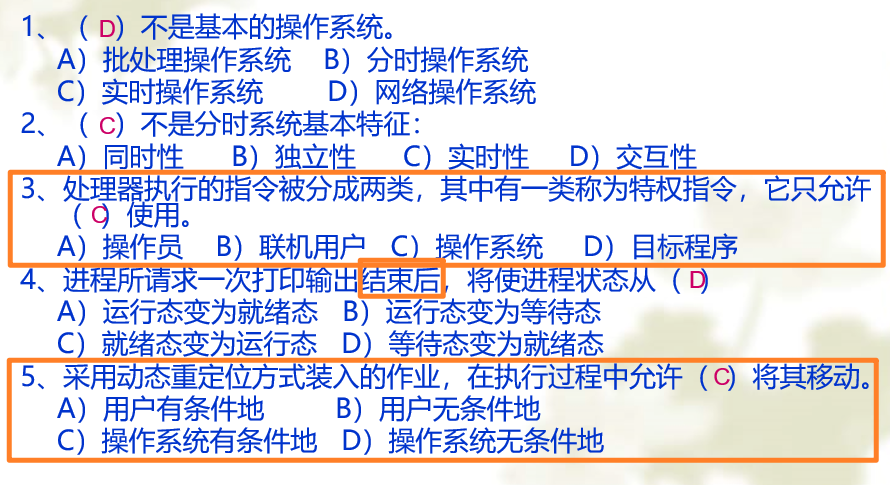 1、（ D）不是基本的操作系统。
A）批处理操作系统 B）分时操作系统
C）实时操作系统 D）网络操作系统
2、（ C）不是分时系统基本特征：
A）同时性 B）独立性 C）实时性 D）交互性
3、处理器执行的指令被分成两类，其中有一类称为特权指令，它只允许
（ C）使用。
A）操作员 B）联机用户 C）操作系统 D）目标程序
4、进程所请求一次打印输出结束后，将使进程状态从（ D）
A）运行态变为就绪态 B）运行态变为等待态
C）就绪态变为运行态 D）等待态变为就绪态
5、采用动态重定位方式装入的作业，在执行过程中允许（ C）将其移动。
A）用户有条件地 B）用户无条件地
C）操作系统有条件地 D）操作系统无条件地